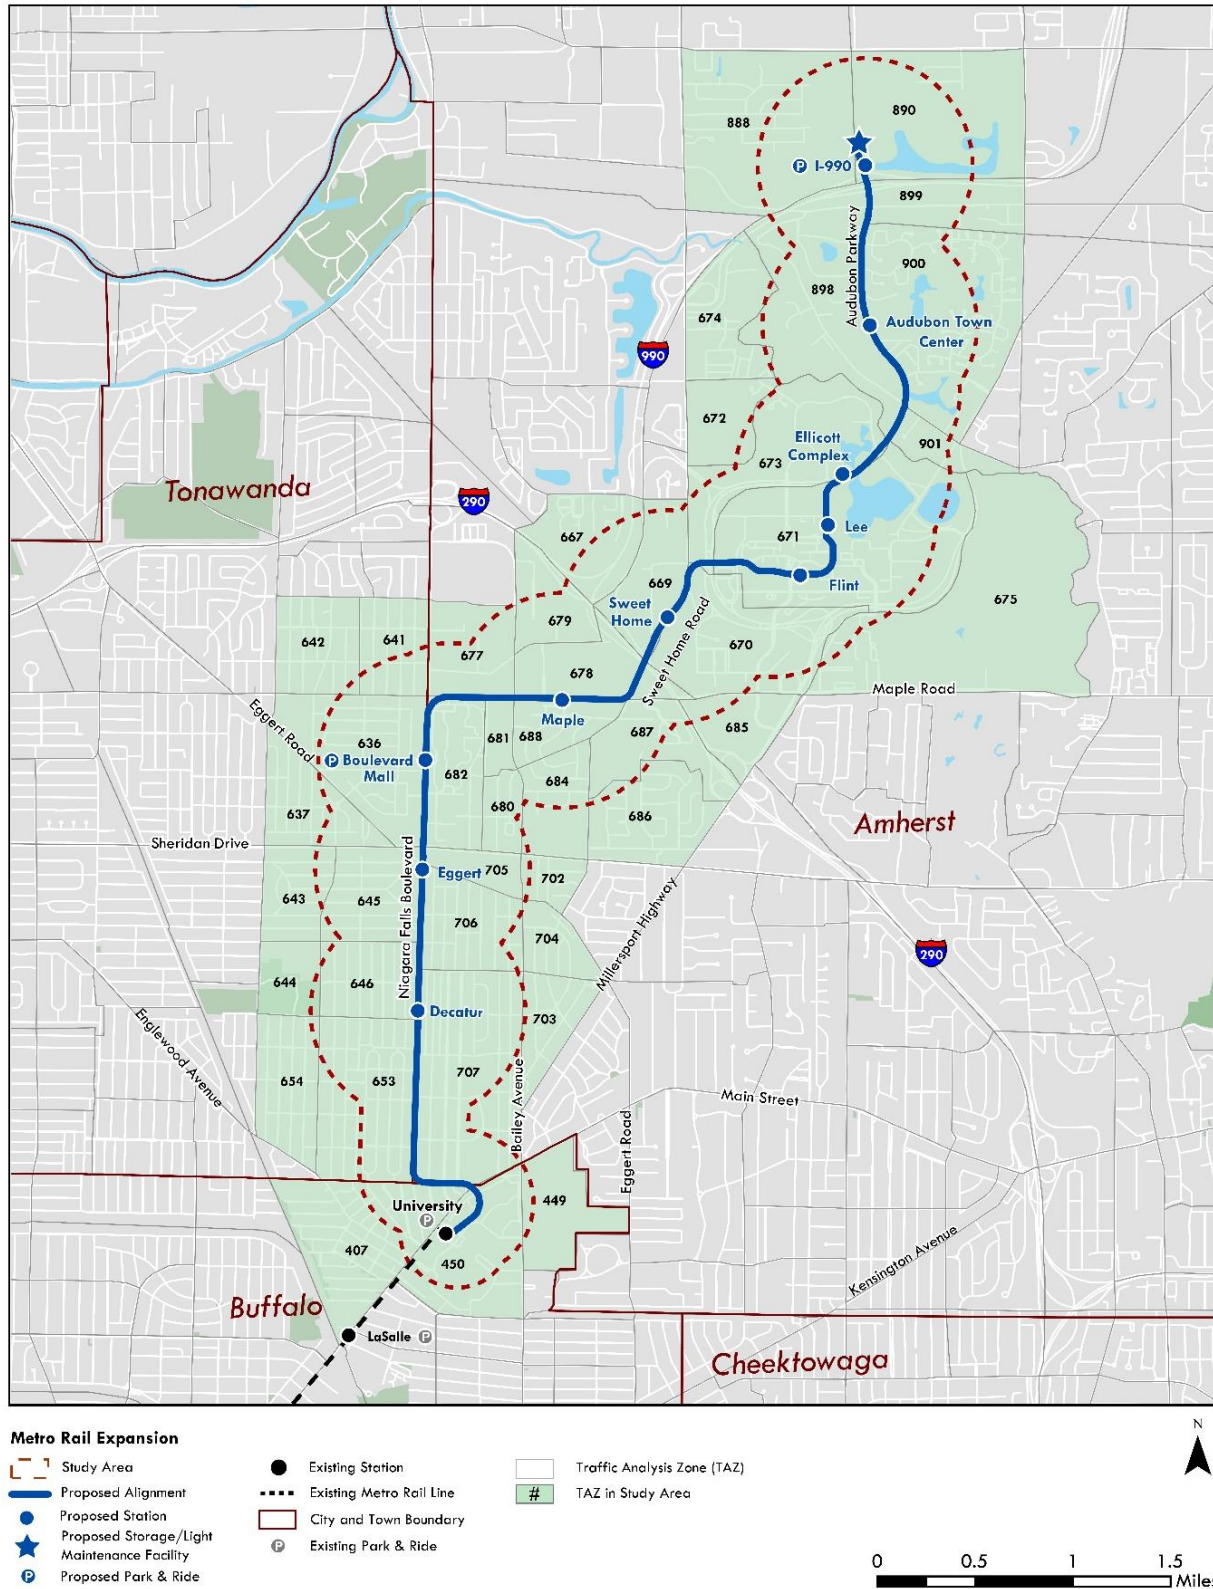 890
888
P I-990
899
Audubon Parkway
900
898
674
Audubon Town
Center
990
672
Ellicott
Complex
901
673
Tonawanda
290
Lee
667
671
669
Flint
675
Sweet
Home
679
Sweet Home Road
642
641
677
670
678
Maple Road
Eggert Road
Maple
687
685
681
688
636
P Boulevard
Mall
682
684
680
637
686
Amherst
Sheridan Drive
Niagara Falls Boulevard
Eggert
705
702
643
645
706
Millersport Highway
704
290
644
646
Decatur
703
Englewood Avenue
654
653
707
Bailey Avenue
Main Street
Eggert Road
University
P
449
407
450
Kensington Avenue
Buffalo
LaSalle P
Cheektowaga
Metro Rail Expansion
Study Area
Proposed Alignment
Proposed Station
Proposed Storage/Light
Maintenance Facility
P Proposed Park & Ride
Existing Station
Existing Metro Rail Line
City and Town Boundary
P Existing Park & Ride
Traffic Analysis Zone (TAZ)
# TAZ in Study Area
N
0 0.5 1 1.5
Miles